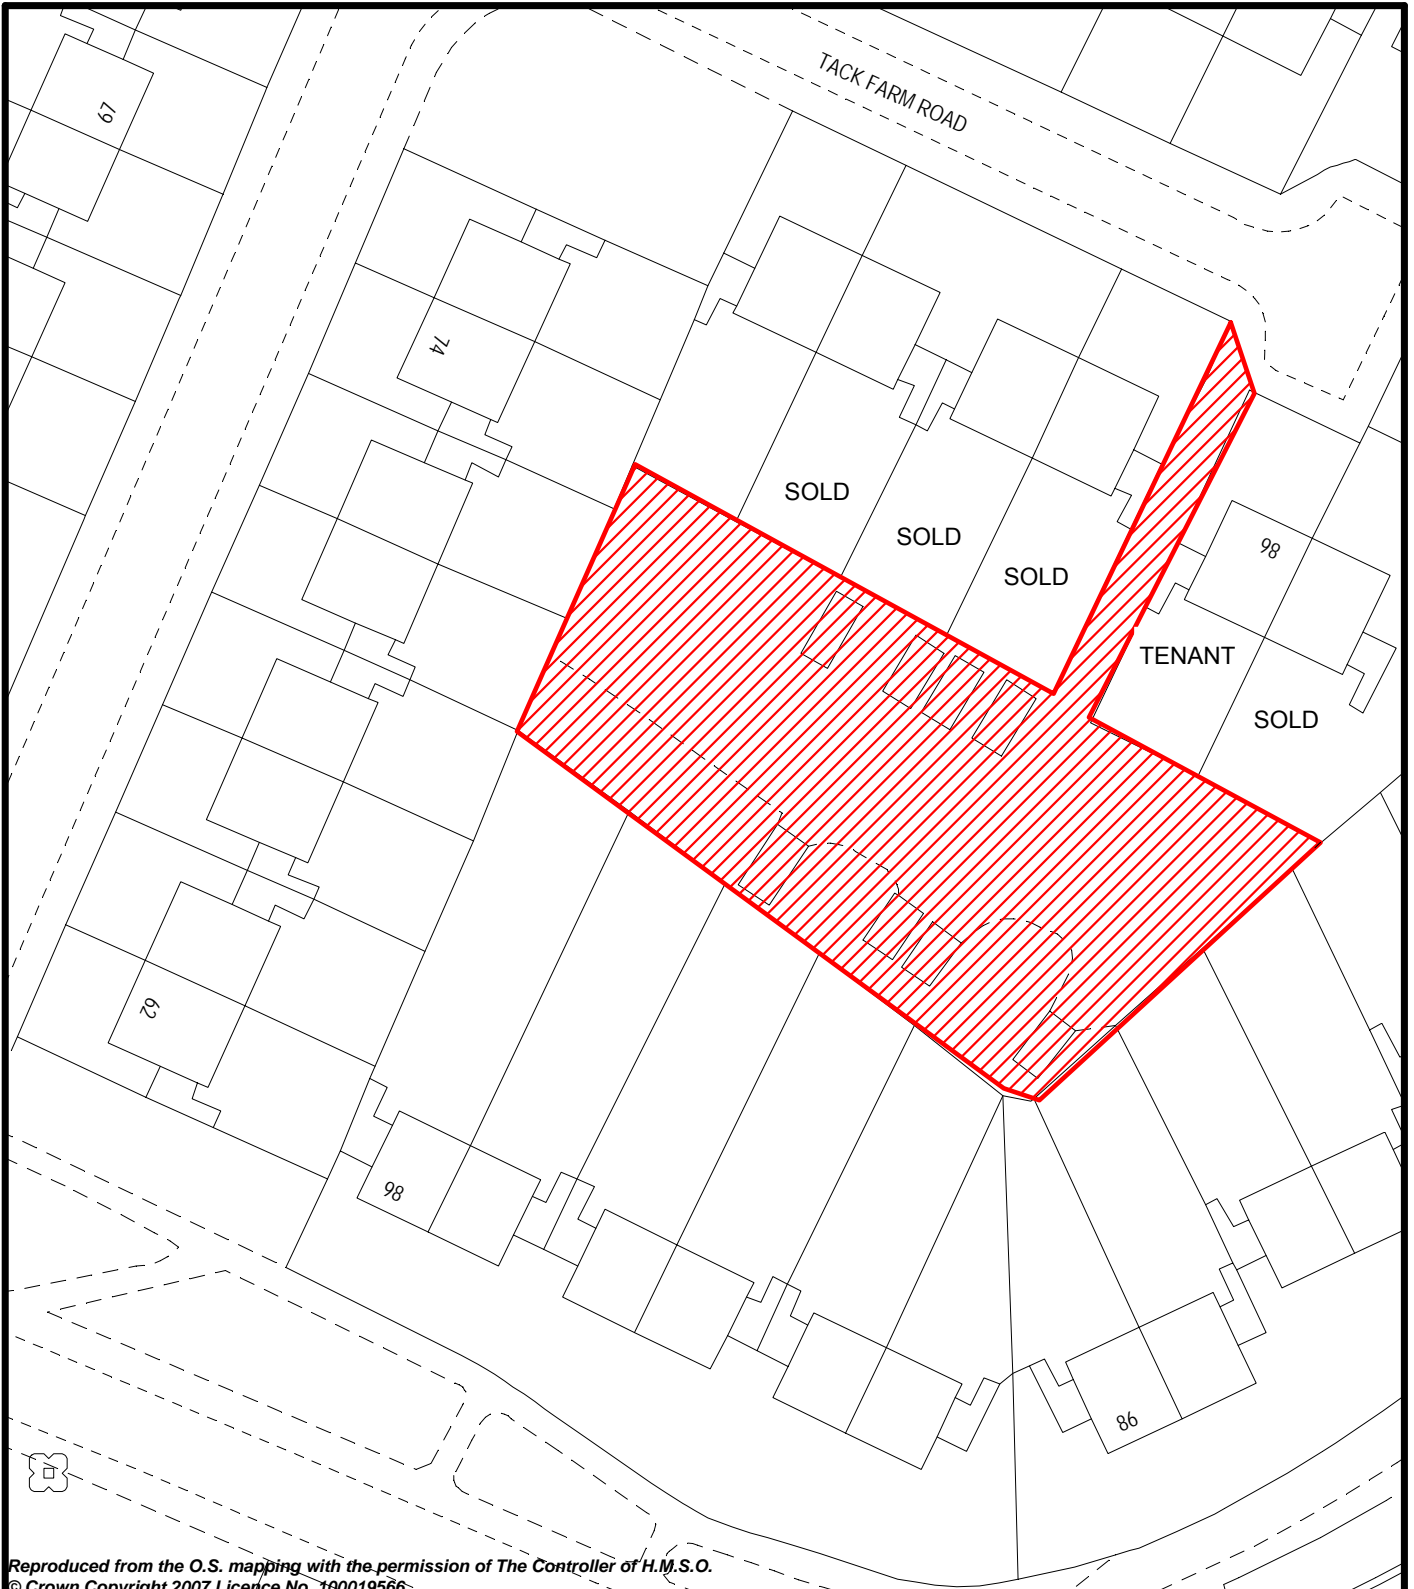 TACK FARM ROAD
67
74
SOLD
SOLD
SOLD
98
TENANT
SOLD
62
98
86
Reproduced from the O.S. mapping with the permission of The Controller of H.M.S.O.
© Crown Copyright 2007 Licence No. 100019566